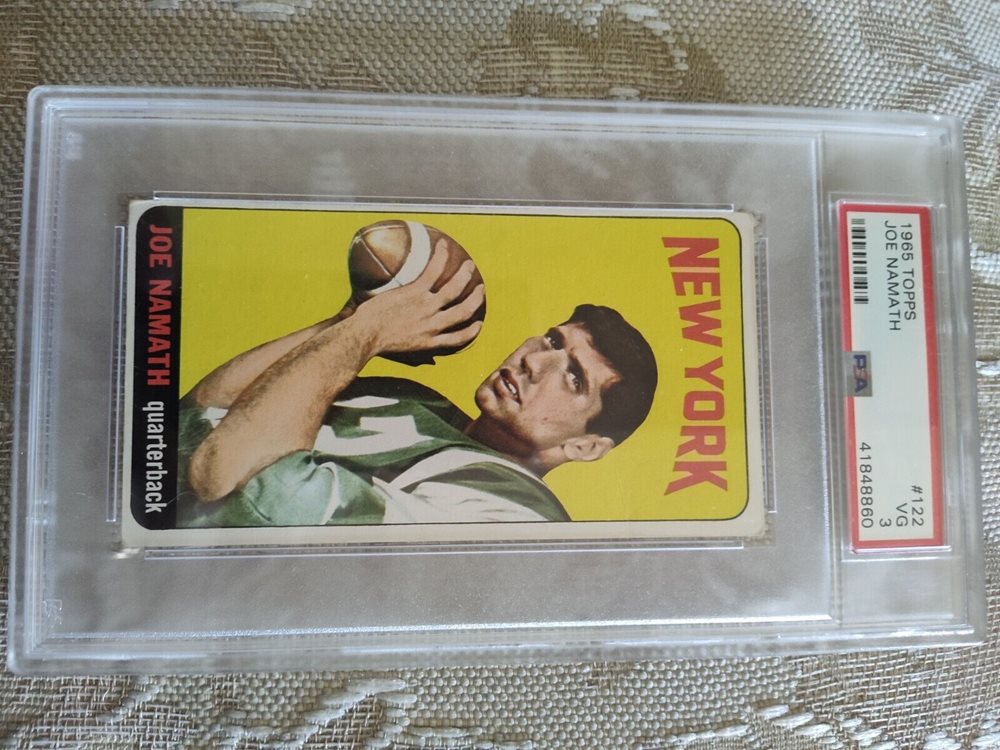 1965 TOPPS #122
JOE NAMATH VG 3
PSA 41848860
NEW YORK
JOE NAMATH quarterback